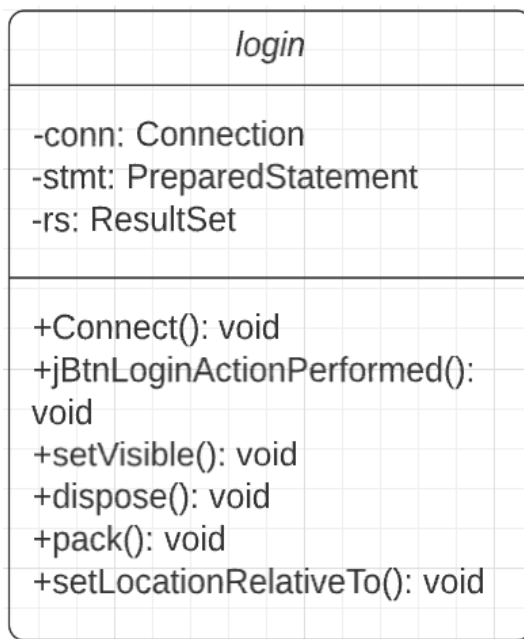 login
-conn: Connection
-stmt: PreparedStatement
-rs: ResultSet
+Connect(): void
+jBtnLoginActionPerformed():
void
+setVisible(): void
+dispose(): void
+pack(): void
+setLocationRelativeTo(): void